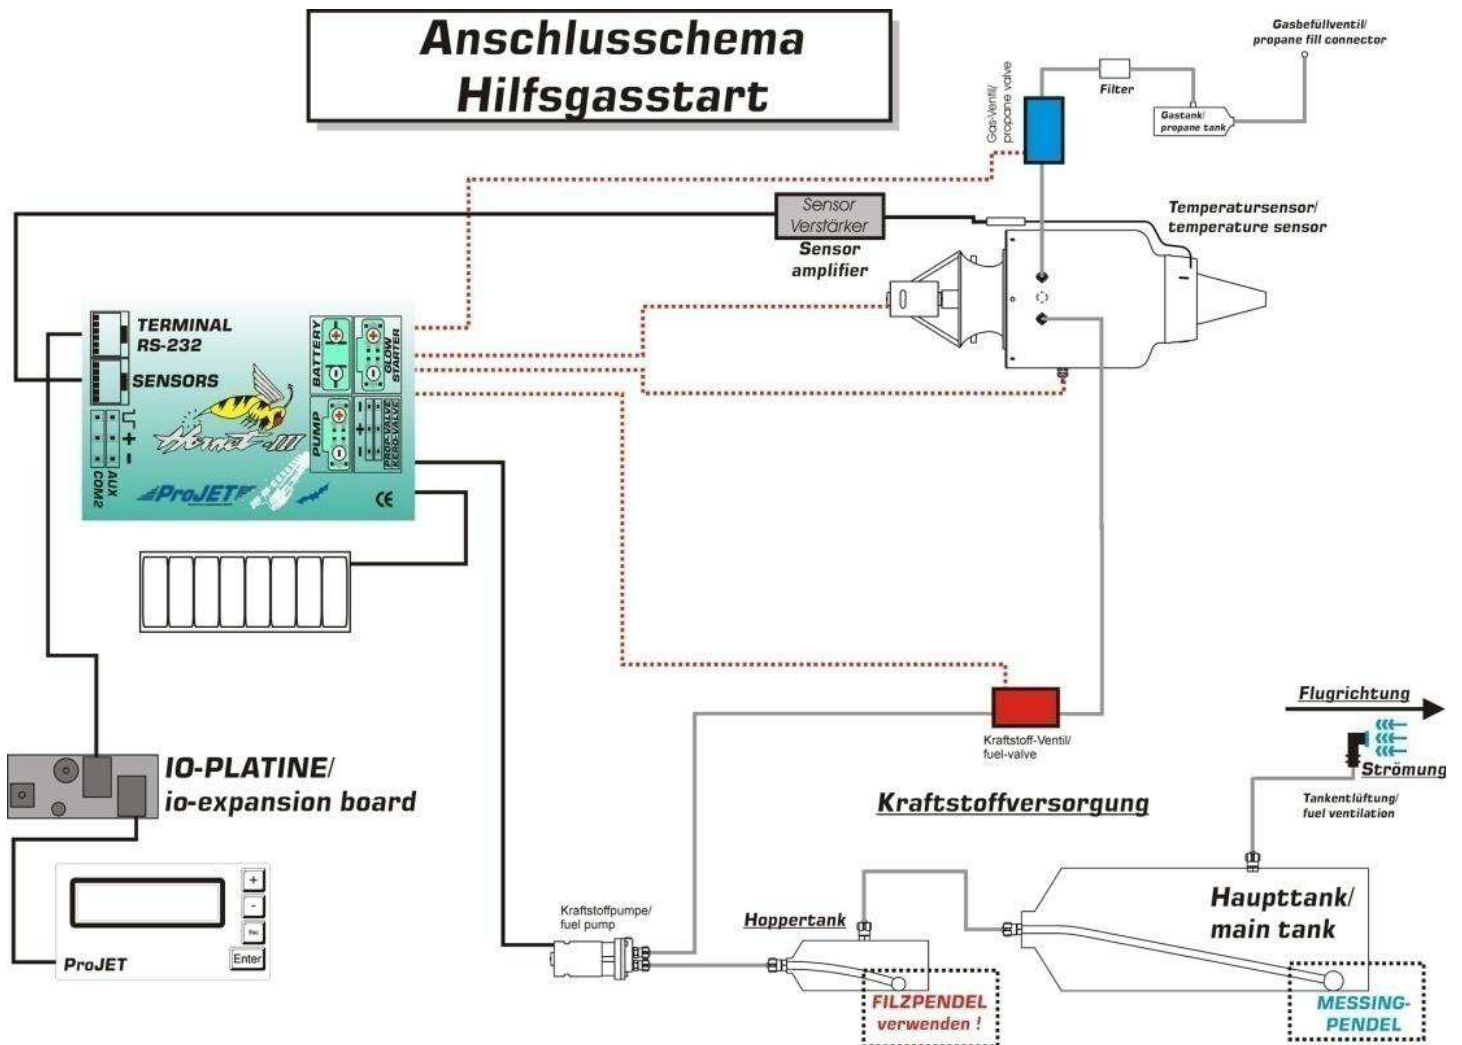 Anschlusschema
Hilfsgasstart
Gasbefüllventil/
propane fill connector
Gas-Ventil/
propane valve
Filter
Gastank/
propane tank
Sensor
Verstärker
Sensor
amplifier
Temperatursensor/
temperature sensor
TERMINAL
RS-232
SENSORS
BATTERY
GLOW
STARTER
PUMP
PROP-VALVE
KERO-VALVE
Hornet-III
AUX
COM2
ProJET
CE
IO-PLATINE/
io-expansion board
+
-
Esc
Enter
ProJET
Kraftstoff-Ventil/
fuel-valve
Flugrichtung
Strömung
Tankentlüftung/
fuel ventilation
Kraftstoffversorgung
Kraftstoffpumpe/
fuel pump
Hoppertank
Haupttank/
main tank
FILZPENDEL
verwenden !
MESSING-
PENDEL